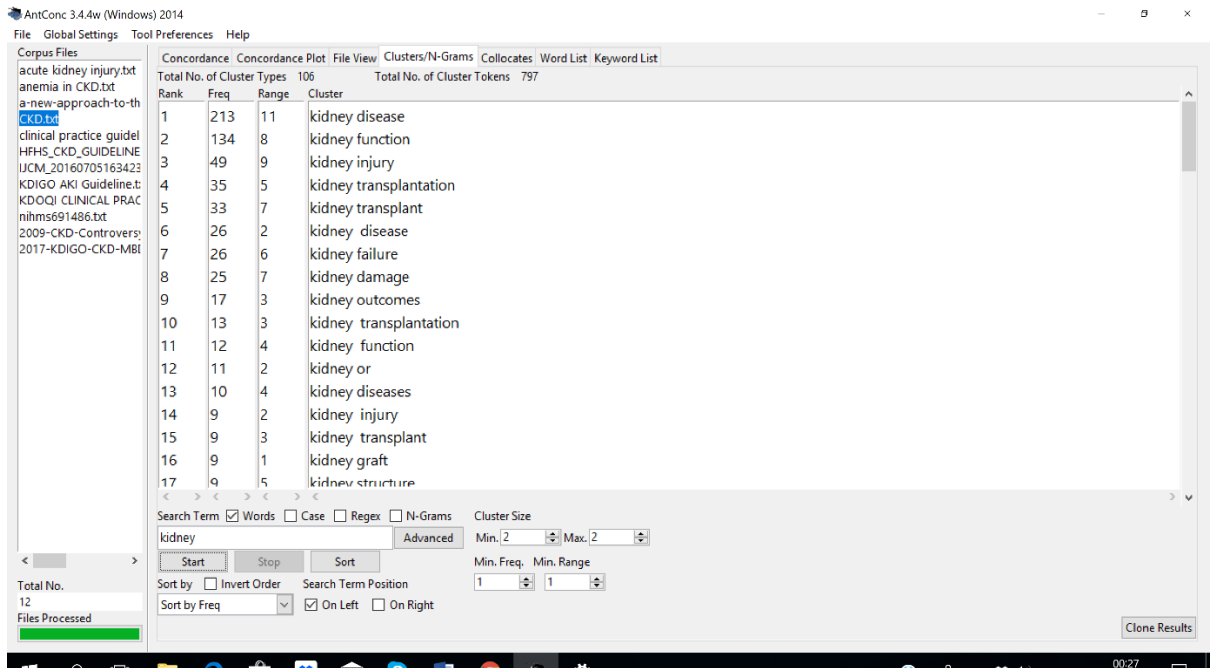 AntConc 3.4.4w (Windows) 2014
File Global Settings Tool Preferences Help
Corpus Files
acute kidney injury.txt
anemia in CKD.txt
a-new-approach-to-th
CKD.txt
clinical practice guidel
HFHS_CKD_GUIDELINE
IJCM_20160705163423
KDIGO AKI Guideline.t
KDOQI CLINICAL PRAC
nihms691486.txt
2009-CKD-Controvers
2017-KDIGO-CKD-MBI
Total No.
12
Files Processed
Concordance Concordance Plot File View Clusters/N-Grams Collocates Word List Keyword List
Total No. of Cluster Types 106 Total No. of Cluster Tokens 797
Rank Freq Range Cluster
1 213 11 kidney disease
2 134 8 kidney function
3 49 9 kidney injury
4 35 5 kidney transplantation
5 33 7 kidney transplant
6 26 2 kidney  disease
7 26 6 kidney failure
8 25 7 kidney damage
9 17 3 kidney outcomes
10 13 3 kidney  transplantation
11 12 4 kidney  function
12 11 2 kidney or
13 10 4 kidney diseases
14 9 2 kidney  injury
15 9 3 kidney  transplant
16 9 1 kidney graft
17 9 5 kidney structure
Search Term Words Case Regex N-Grams Cluster Size
kidney Advanced Min. 2 Max. 2
Start Stop Sort Min. Freq. Min. Range
Sort by Invert Order Search Term Position 1 1
Sort by Freq On Left On Right
Clone Results
00:27